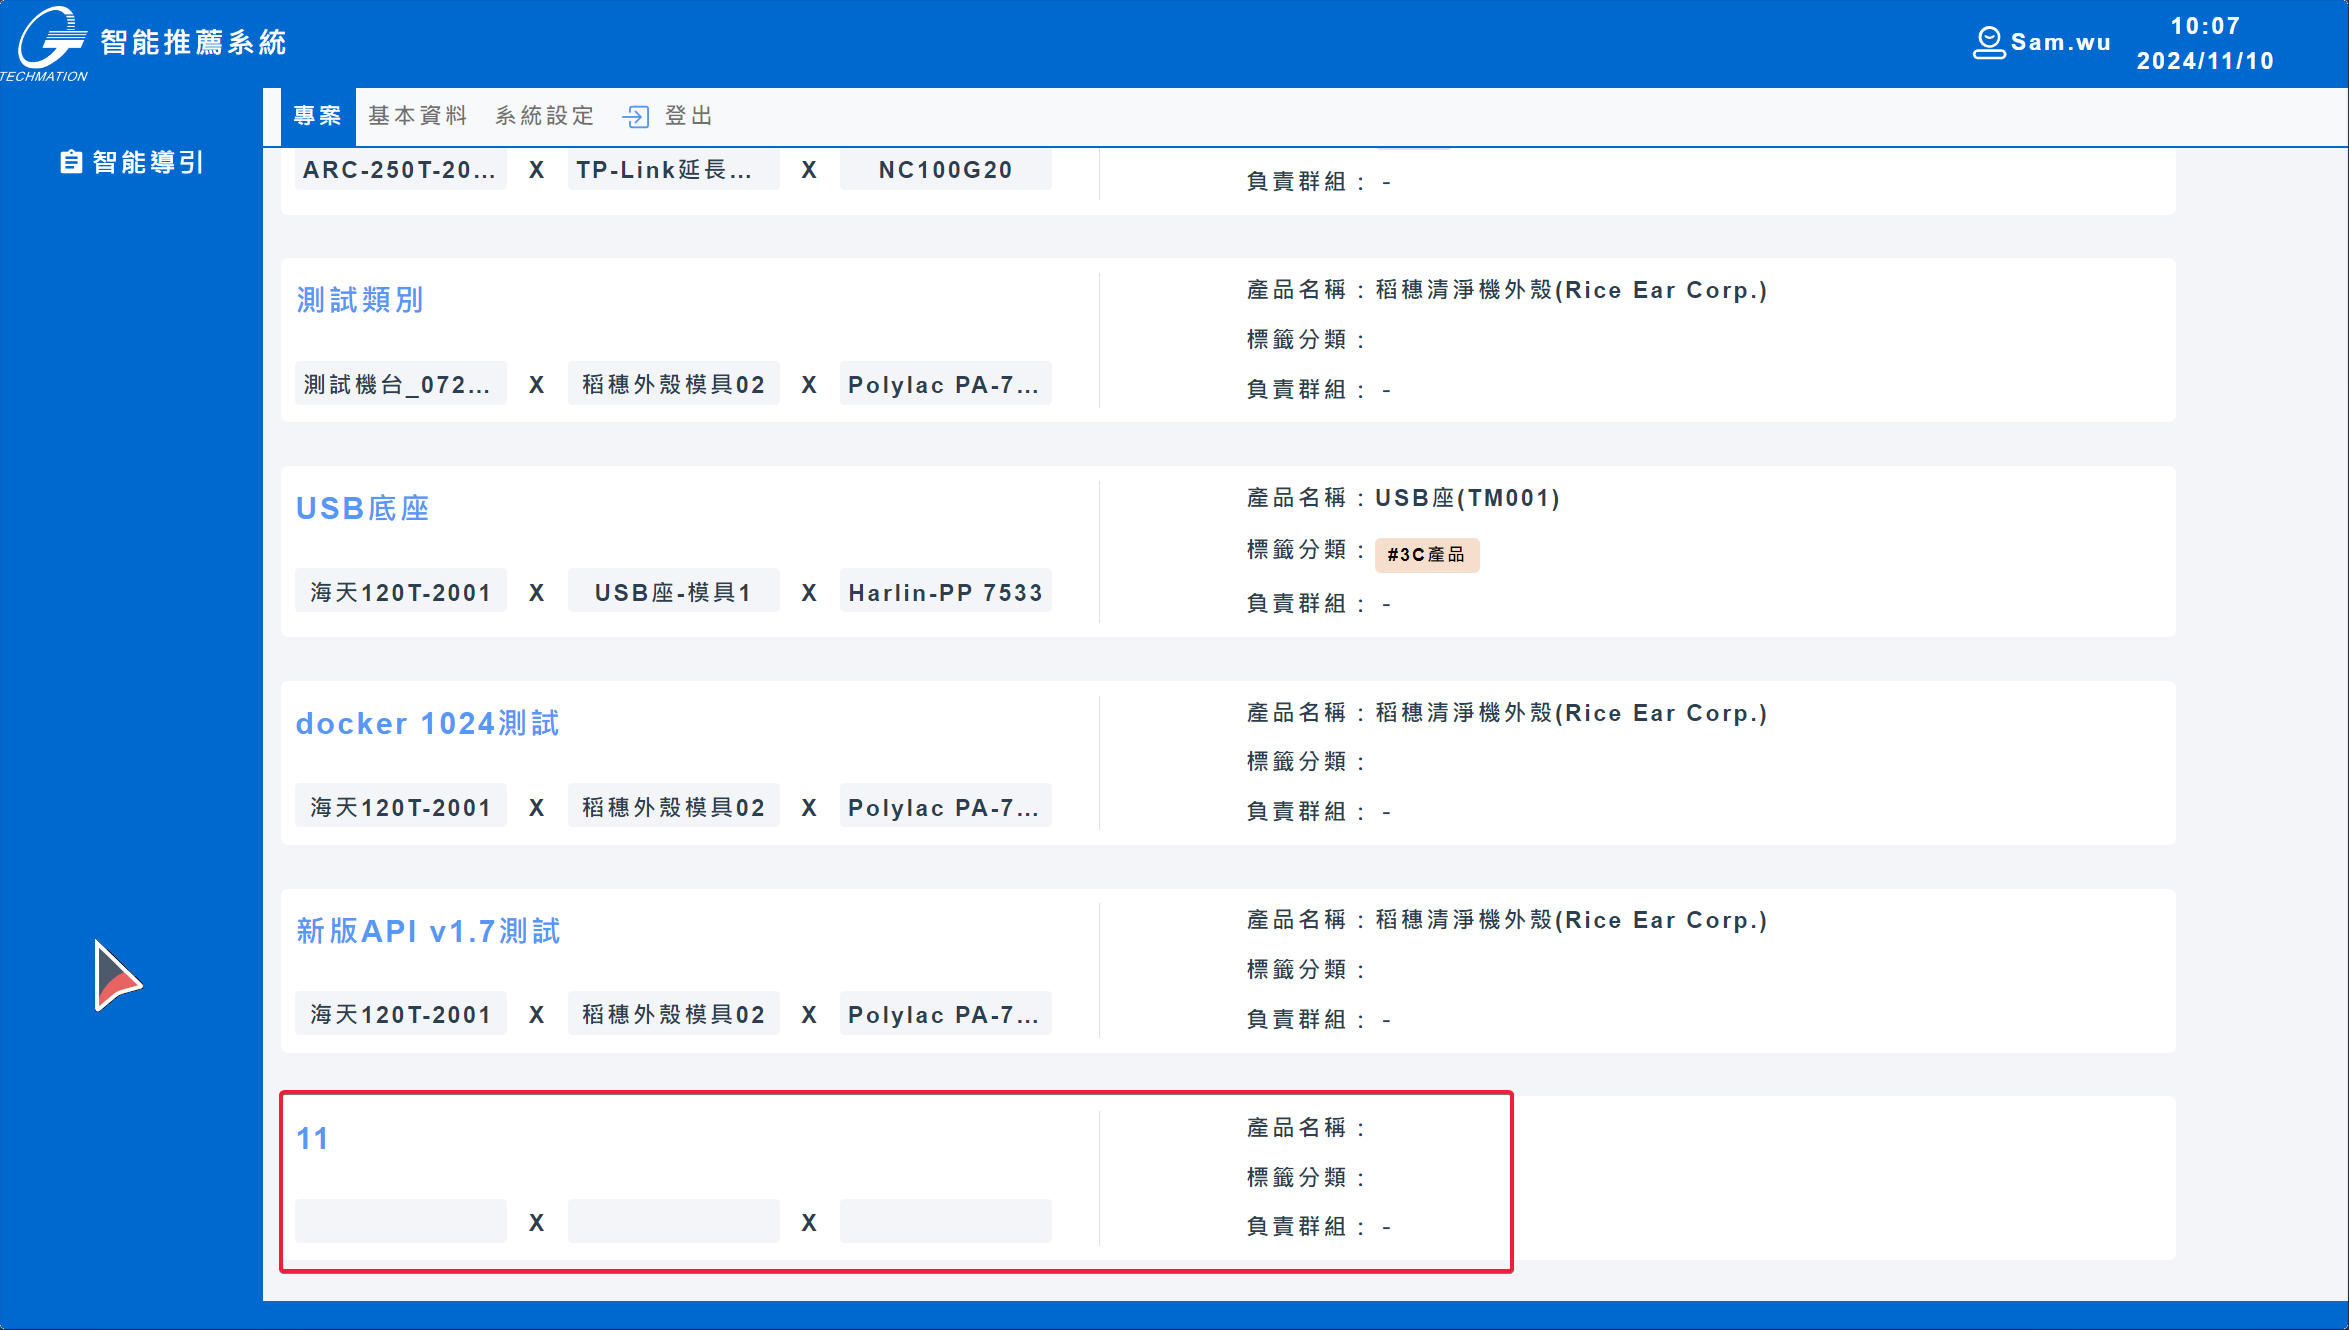 TECHMATION
智能推薦系統
Sam.wu
10:07
2024/11/10
智能導引
專案 基本資料 系統設定 登出
ARC-250T-20... X TP-Link延長... X NC100G20
負責群組： -
測試類別
測試機台_072... X 稻穗外殼模具02 X Polylac PA-7...
產品名稱：稻穗清淨機外殼(Rice Ear Corp.)
標籤分類：
負責群組： -
USB底座
海天120T-2001 X USB座-模具1 X Harlin-PP 7533
產品名稱：USB座(TM001)
標籤分類：#3C產品
負責群組： -
docker 1024測試
海天120T-2001 X 稻穗外殼模具02 X Polylac PA-7...
產品名稱：稻穗清淨機外殼(Rice Ear Corp.)
標籤分類：
負責群組： -
新版API v1.7測試
海天120T-2001 X 稻穗外殼模具02 X Polylac PA-7...
產品名稱：稻穗清淨機外殼(Rice Ear Corp.)
標籤分類：
負責群組： -
11
X X
產品名稱：
標籤分類：
負責群組： -